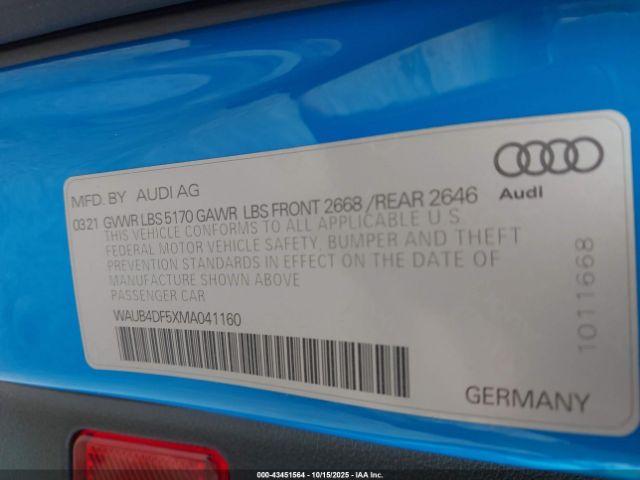 MFD. BY AUDI AG
Audi
0321 GVWR LBS 5170 GAWR LBS FRONT 2668 /REAR 2646
THIS VEHICLE CONFORMS TO ALL APPLICABLE U S
FEDERAL MOTOR VEHICLE SAFETY, BUMPER AND THEFT
PREVENTION STANDARDS IN EFFECT ON THE DATE OF
MANUFACTURE SHOWN ABOVE
PASSENGER CAR
WAUB4DF5XMA041160
1011668
GERMANY
000-43451564 - 10/15/2025 - ©IAA, Inc.